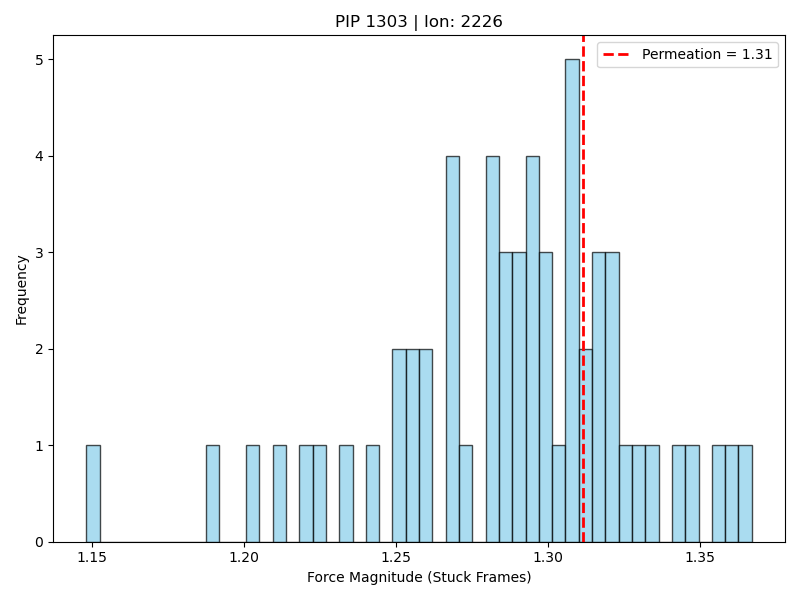 PIP 1303 | Ion: 2226
Permeation = 1.31
Frequency
5
4
3
2
1
0
1.15 1.20 1.25 1.30 1.35
Force Magnitude (Stuck Frames)